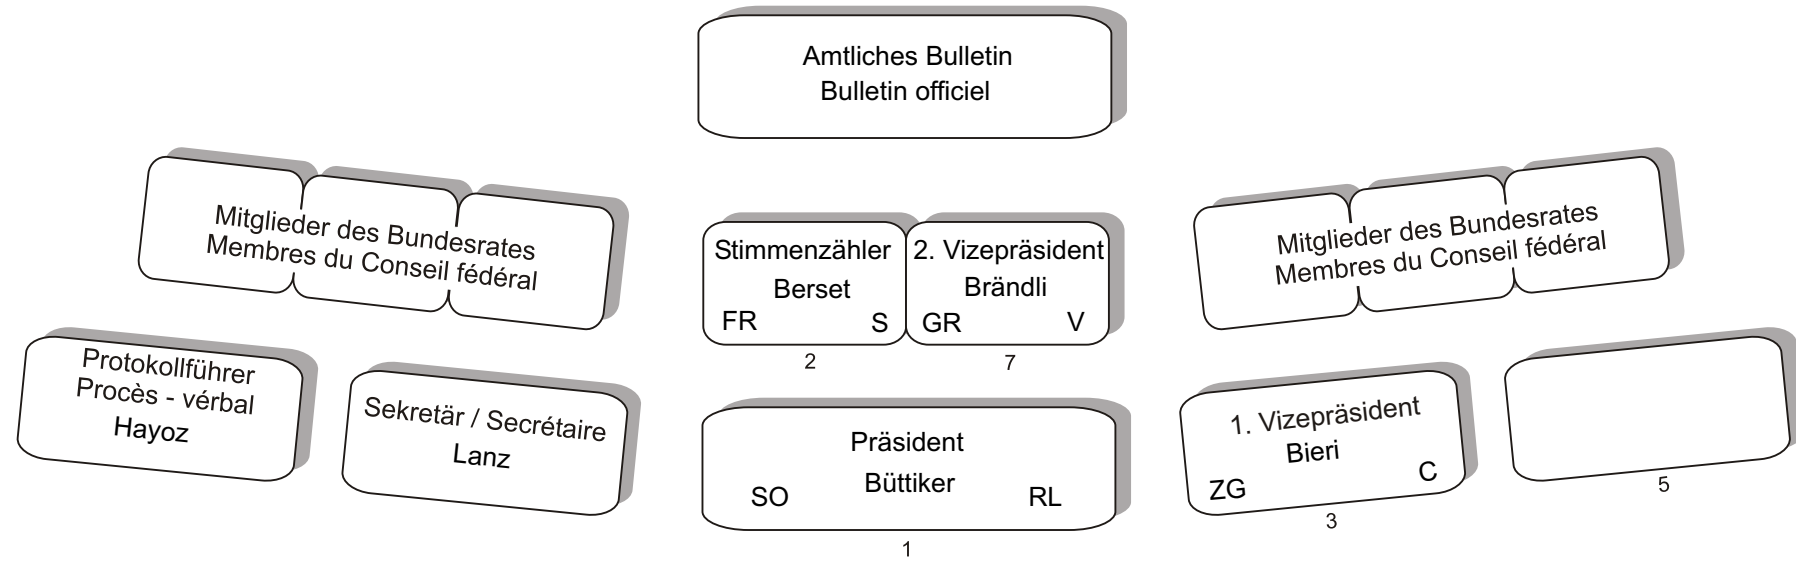 Amtliches Bulletin
Bulletin officiel
Mitglieder des Bundesrates
Membres du Conseil fédéral
Stimmenzähler
Berset
FR S
2
2. Vizepräsident
Brändli
GR V
7
Mitglieder des Bundesrates
Membres du Conseil fédéral
Protokollführer
Procès - vérbal
Hayoz
Sekretär / Secrétaire
Lanz
Präsident
Büttiker
SO RL
1
1. Vizepräsident
Bieri
ZG C
3
5